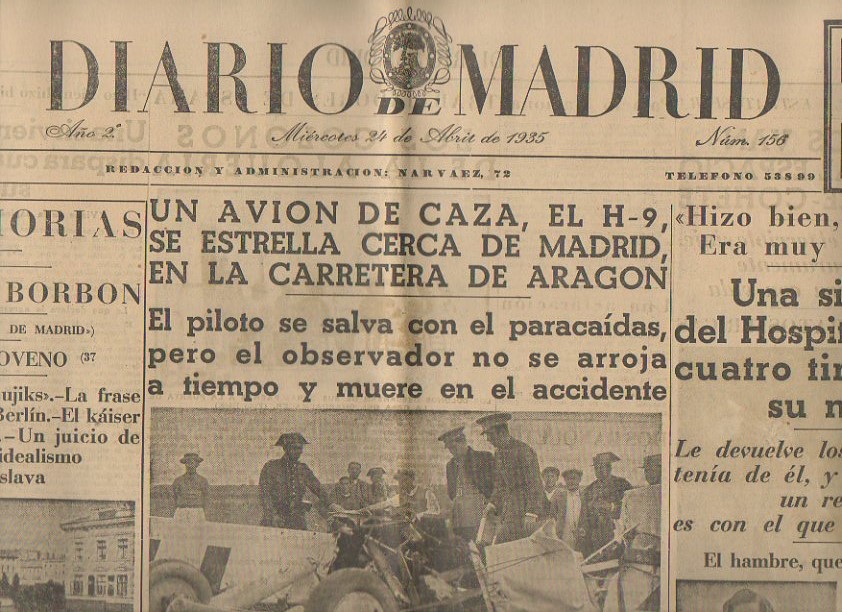 DIARIO DE MADRID
Año 2º
Miércoles 24 de Abril de 1935
Núm. 156
REDACCION Y ADMINISTRACION: NARVAEZ, 72
TELEFONO 53899
MORIAS
BORBON
DE MADRID»)
OVENO (37
ujiks».-La frase
Berlín.-El káiser
.-Un juicio de
idealismo
slava
UN AVION DE CAZA, EL H-9,
SE ESTRELLA CERCA DE MADRID,
EN LA CARRETERA DE ARAGON
El piloto se salva con el paracaídas,
pero el observador no se arroja
a tiempo y muere en el accidente
«Hizo bien,
Era muy
Una si
del Hospit
cuatro tir
su m
Le devuelve los
tenía de él, y
un re
es con el que
El hambre, que